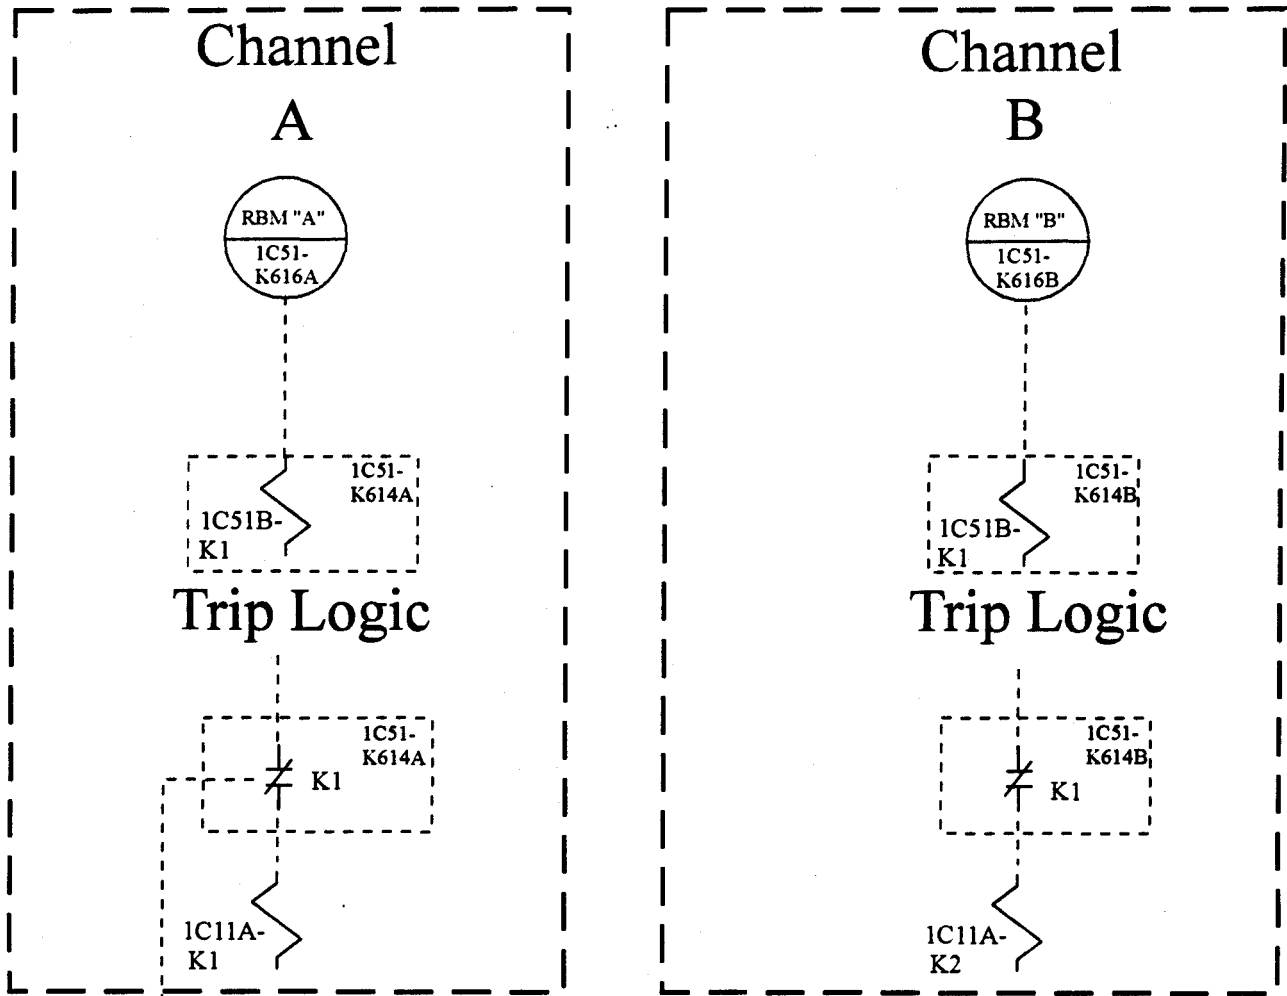 Channel
A
RBM "A"
1C51-
K616A
1C51-
K614A
1C51B-
K1
Trip Logic
1C51-
K614A
K1
1C11A-
K1
Channel
B
RBM "B"
1C51-
K616B
1C51-
K614B
1C51B-
K1
Trip Logic
1C51-
K614B
K1
1C11A-
K2